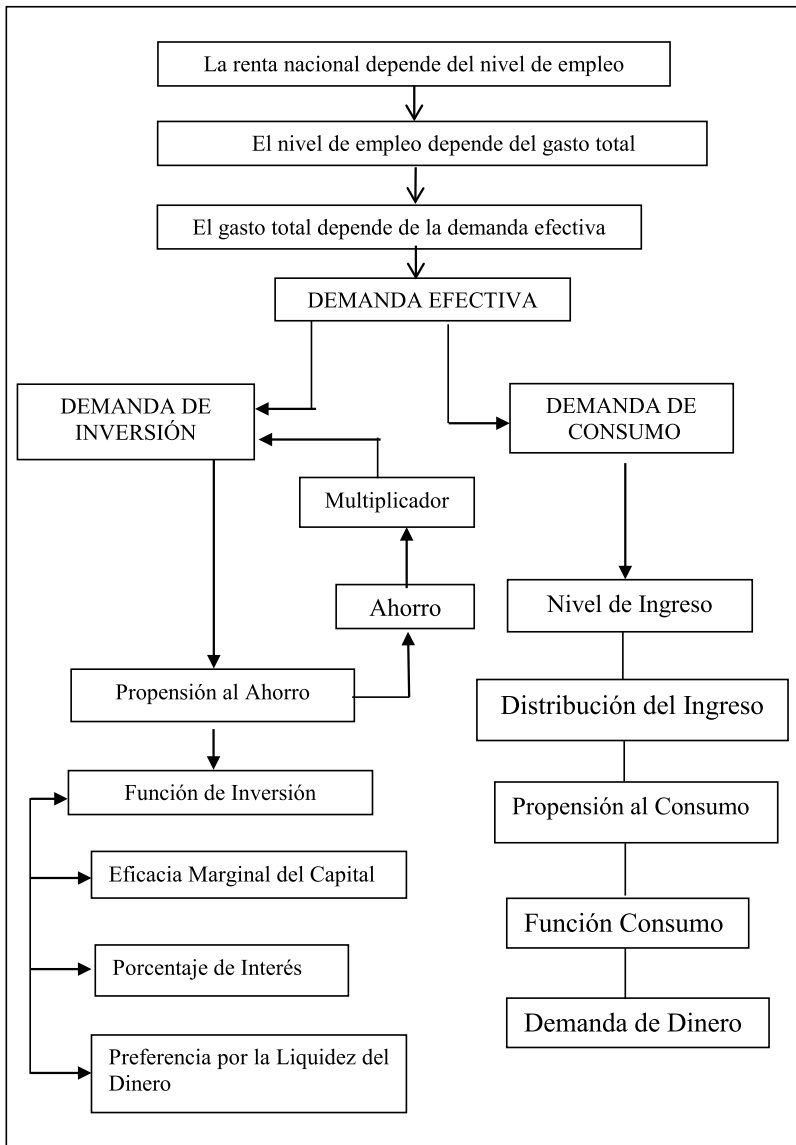 La renta nacional depende del nivel de empleo
El nivel de empleo depende del gasto total
El gasto total depende de la demanda efectiva
DEMANDA EFECTIVA
DEMANDA DE
INVERSIÓN
DEMANDA DE
CONSUMO
Multiplicador
Ahorro
Propensión al Ahorro
Función de Inversión
Eficacia Marginal del Capital
Porcentaje de Interés
Preferencia por la Liquidez del
Dinero
Nivel de Ingreso
Distribución del Ingreso
Propensión al Consumo
Función Consumo
Demanda de Dinero